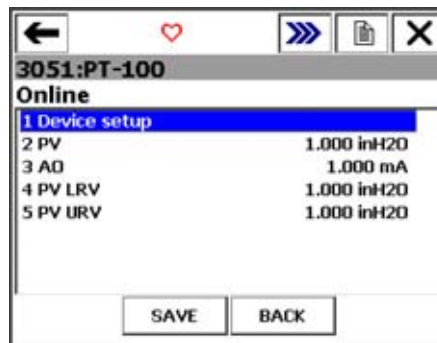 3051:PT-100
Online
1 Device setup
2 PV 1.000 inH2O
3 AO 1.000 mA
4 PV LRV 1.000 inH2O
5 PV URV 1.000 inH2O
SAVE BACK